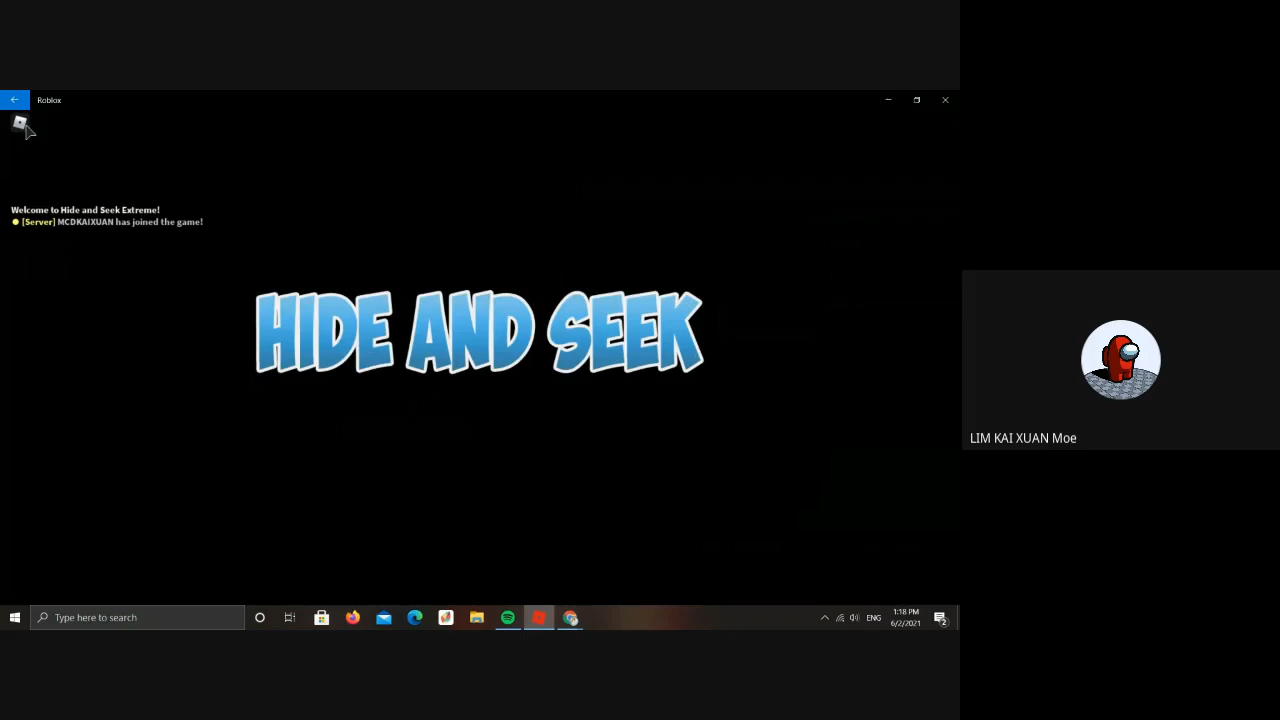 Roblox
Welcome to Hide and Seek Extreme!
[Server] MCDKAIXUAN has joined the game!
HIDE AND SEEK
LIM KAI XUAN Moe
Type here to search
ENG
1:18 PM
6/2/2021
2